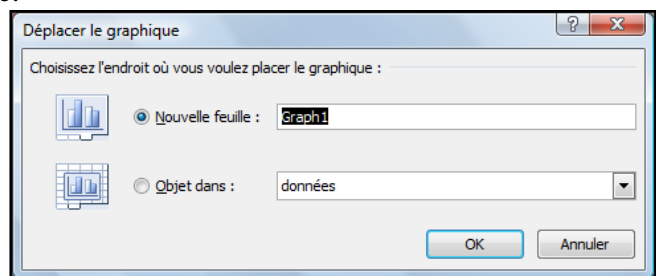 Déplacer le graphique
Choisissez l'endroit où vous voulez placer le graphique :
Nouvelle feuille : Graph1
Objet dans : données
OK Annuler